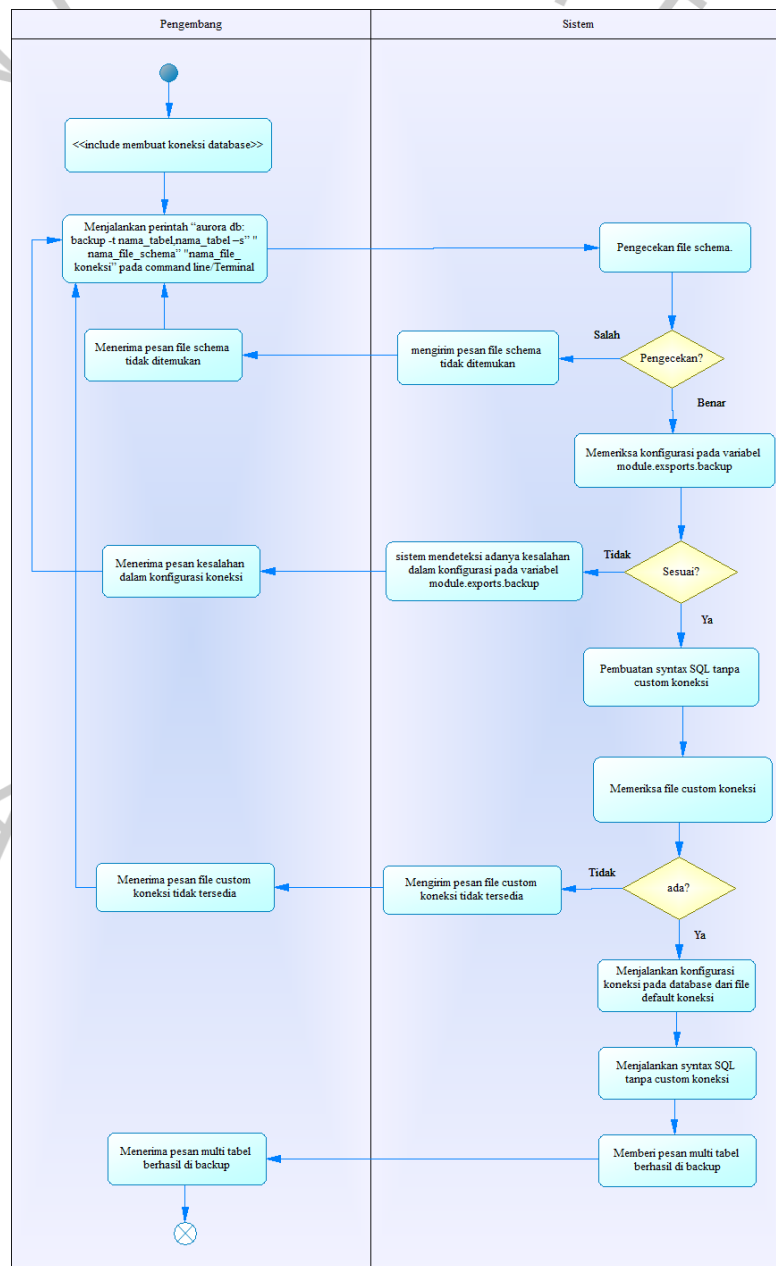 Pengembang
Sistem
<<include membuat koneksi database>>
Menjalankan perintah “aurora db:
backup -t nama_tabel,nama_tabel –s” "
nama_file_schema” "nama_file_
koneksi” pada command line/Terminal
Pengecekan file schema.
Menerima pesan file schema
tidak ditemukan
mengirim pesan file schema
tidak ditemukan
Salah
Pengecekan?
Benar
Memeriksa konfigurasi pada variabel
module.exsports.backup
Menerima pesan kesalahan
dalam konfigurasi koneksi
sistem mendeteksi adanya kesalahan
dalam konfigurasi pada variabel
module.exports.backup
Tidak
Sesuai?
Ya
Pembuatan syntax SQL tanpa
custom koneksi
Memeriksa file custom koneksi
Menerima pesan file custom
koneksi tidak tersedia
Mengirim pesan file custom
koneksi tidak tersedia
Tidak
ada?
Ya
Menjalankan konfigurasi
koneksi pada database dari file
default koneksi
Menjalankan syntax SQL
tanpa custom koneksi
Menerima pesan multi tabel
berhasil di backup
Memberi pesan multi tabel
berhasil di backup